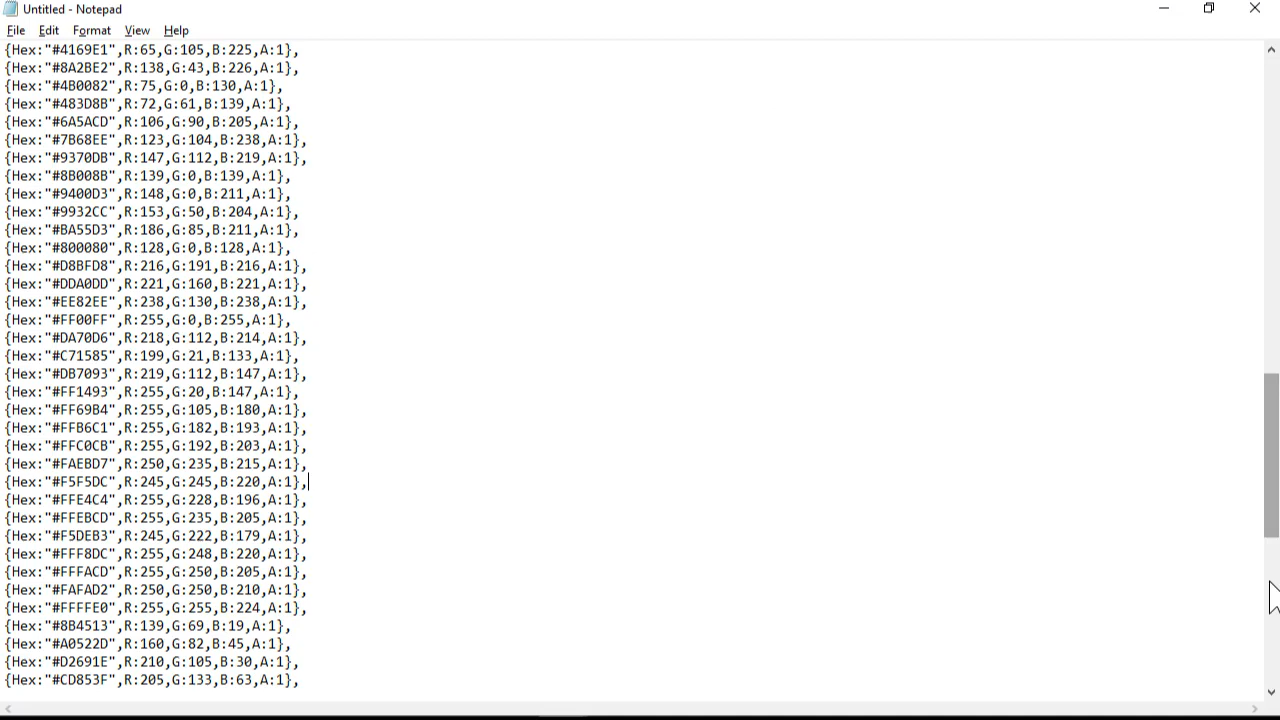 Untitled - Notepad
File Edit Format View Help
{Hex:"#4169E1",R:65,G:105,B:225,A:1},
{Hex:"#8A2BE2",R:138,G:43,B:226,A:1},
{Hex:"#4B0082",R:75,G:0,B:130,A:1},
{Hex:"#483D8B",R:72,G:61,B:139,A:1},
{Hex:"#6A5ACD",R:106,G:90,B:205,A:1},
{Hex:"#7B68EE",R:123,G:104,B:238,A:1},
{Hex:"#9370DB",R:147,G:112,B:219,A:1},
{Hex:"#8B008B",R:139,G:0,B:139,A:1},
{Hex:"#9400D3",R:148,G:0,B:211,A:1},
{Hex:"#9932CC",R:153,G:50,B:204,A:1},
{Hex:"#BA55D3",R:186,G:85,B:211,A:1},
{Hex:"#800080",R:128,G:0,B:128,A:1},
{Hex:"#D8BFD8",R:216,G:191,B:216,A:1},
{Hex:"#DDA0DD",R:221,G:160,B:221,A:1},
{Hex:"#EE82EE",R:238,G:130,B:238,A:1},
{Hex:"#FF00FF",R:255,G:0,B:255,A:1},
{Hex:"#DA70D6",R:218,G:112,B:214,A:1},
{Hex:"#C71585",R:199,G:21,B:133,A:1},
{Hex:"#DB7093",R:219,G:112,B:147,A:1},
{Hex:"#FF1493",R:255,G:20,B:147,A:1},
{Hex:"#FF69B4",R:255,G:105,B:180,A:1},
{Hex:"#FFB6C1",R:255,G:182,B:193,A:1},
{Hex:"#FFC0CB",R:255,G:192,B:203,A:1},
{Hex:"#FAEBD7",R:250,G:235,B:215,A:1},
{Hex:"#F5F5DC",R:245,G:245,B:220,A:1},
{Hex:"#FFE4C4",R:255,G:228,B:196,A:1},
{Hex:"#FFEBCD",R:255,G:235,B:205,A:1},
{Hex:"#F5DEB3",R:245,G:222,B:179,A:1},
{Hex:"#FFF8DC",R:255,G:248,B:220,A:1},
{Hex:"#FFFACD",R:255,G:250,B:205,A:1},
{Hex:"#FAFAD2",R:250,G:250,B:210,A:1},
{Hex:"#FFFFE0",R:255,G:255,B:224,A:1},
{Hex:"#8B4513",R:139,G:69,B:19,A:1},
{Hex:"#A0522D",R:160,G:82,B:45,A:1},
{Hex:"#D2691E",R:210,G:105,B:30,A:1},
{Hex:"#CD853F",R:205,G:133,B:63,A:1},